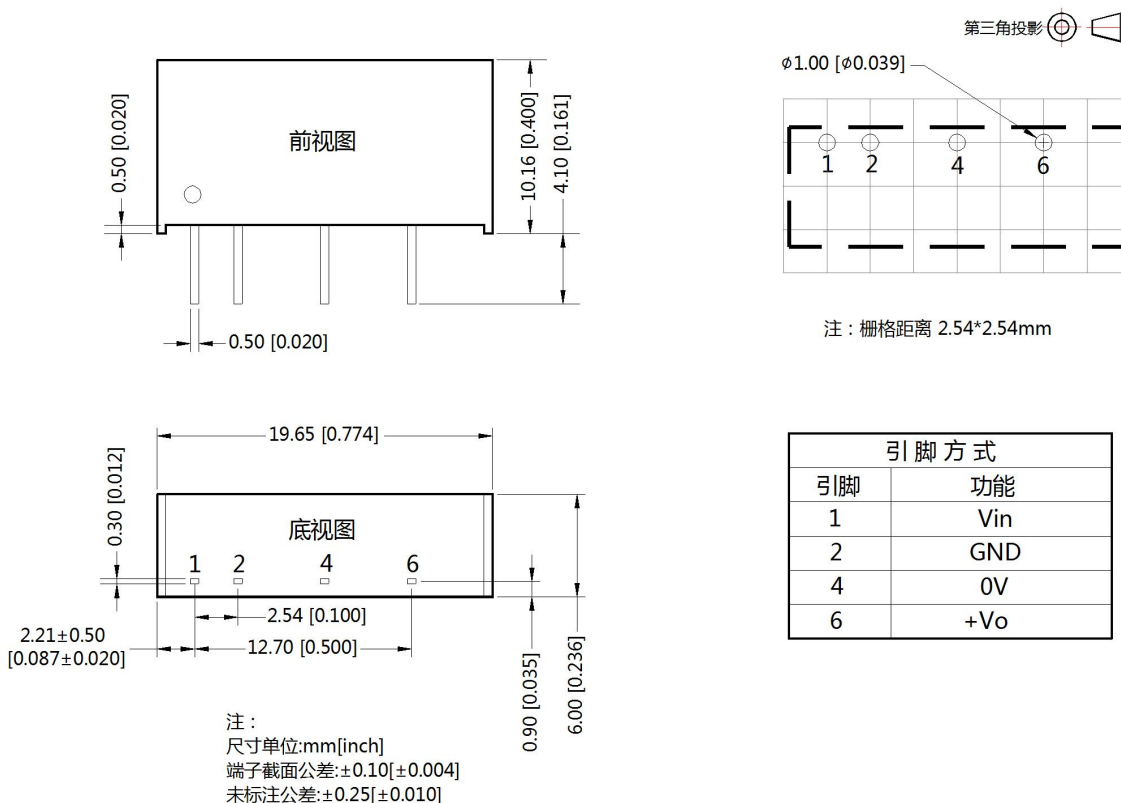 第三角投影
⌀1.00 [⌀0.039]
前视图
0.50 [0.020]
10.16 [0.400]
4.10 [0.161]
0.50 [0.020]
1 2 4 6
注：栅格距离 2.54*2.54mm
19.65 [0.774]
0.30 [0.012]
底视图
1 2 4 6
2.54 [0.100]
12.70 [0.500]
2.21±0.50
[0.087±0.020]
0.90 [0.035]
6.00 [0.236]
引脚方式
引脚 功能
1 Vin
2 GND
4 0V
6 +Vo
注：
尺寸单位:mm[inch]
端子截面公差:±0.10[±0.004]
未标注公差:±0.25[±0.010]